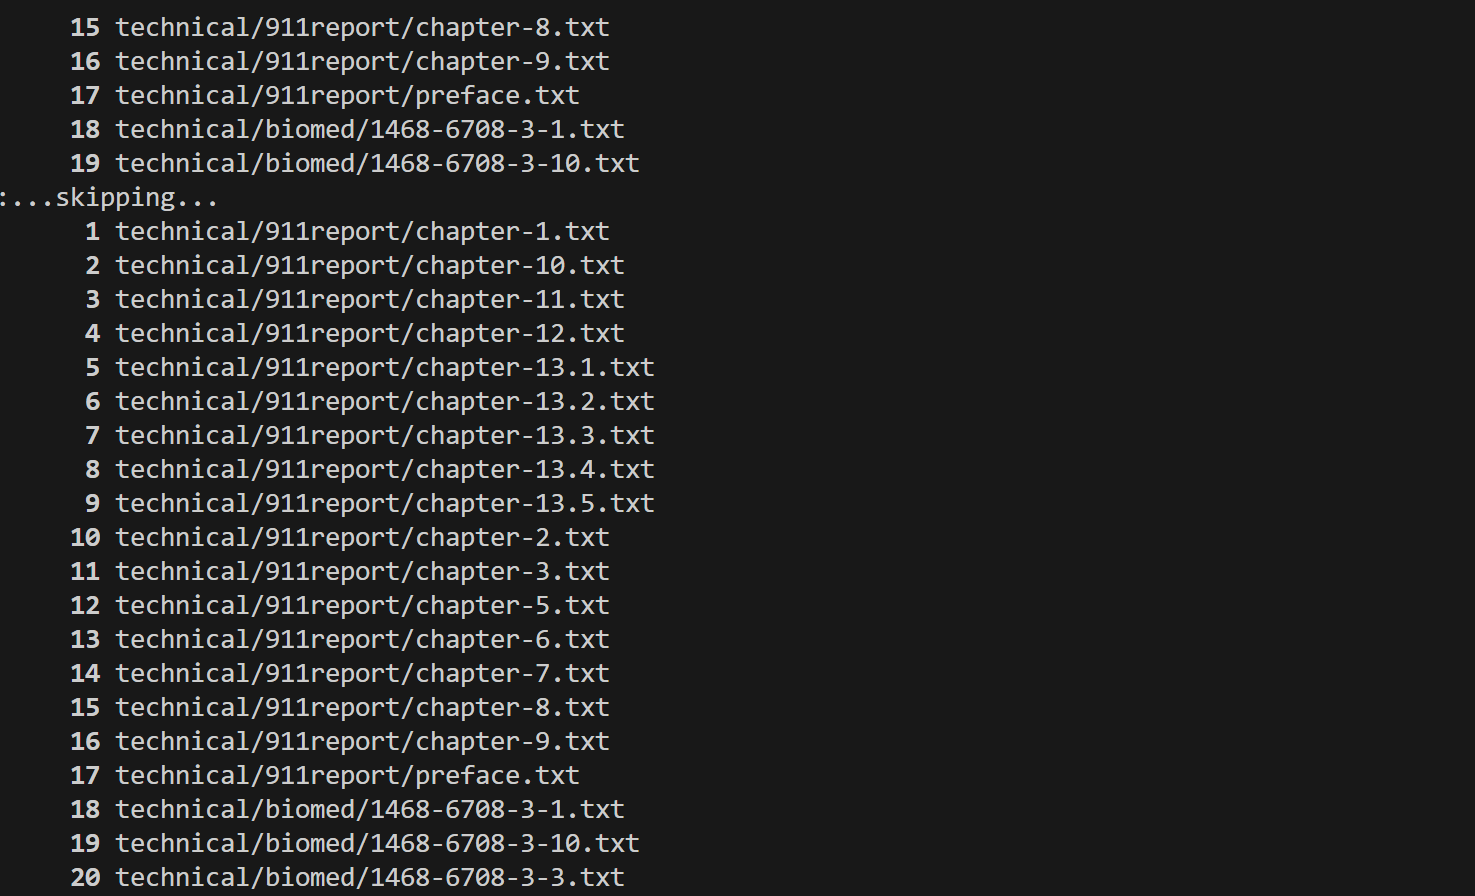 15 technical/911report/chapter-8.txt
16 technical/911report/chapter-9.txt
17 technical/911report/preface.txt
18 technical/biomed/1468-6708-3-1.txt
19 technical/biomed/1468-6708-3-10.txt
:...skipping...
1 technical/911report/chapter-1.txt
2 technical/911report/chapter-10.txt
3 technical/911report/chapter-11.txt
4 technical/911report/chapter-12.txt
5 technical/911report/chapter-13.1.txt
6 technical/911report/chapter-13.2.txt
7 technical/911report/chapter-13.3.txt
8 technical/911report/chapter-13.4.txt
9 technical/911report/chapter-13.5.txt
10 technical/911report/chapter-2.txt
11 technical/911report/chapter-3.txt
12 technical/911report/chapter-5.txt
13 technical/911report/chapter-6.txt
14 technical/911report/chapter-7.txt
15 technical/911report/chapter-8.txt
16 technical/911report/chapter-9.txt
17 technical/911report/preface.txt
18 technical/biomed/1468-6708-3-1.txt
19 technical/biomed/1468-6708-3-10.txt
20 technical/biomed/1468-6708-3-3.txt